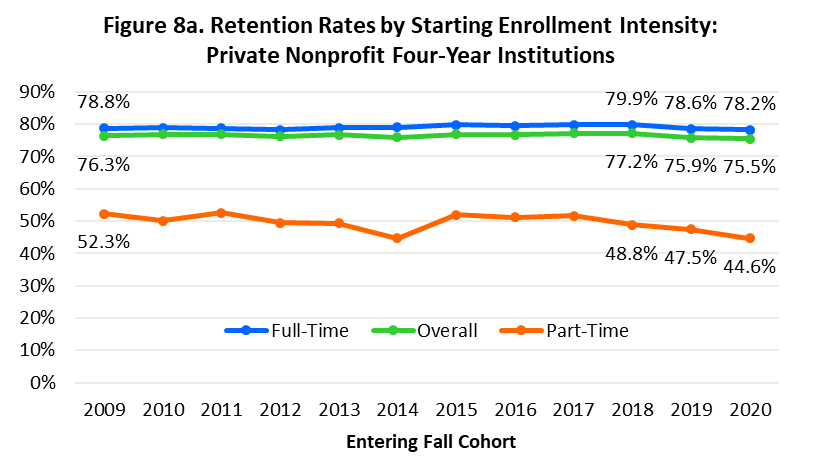 Figure 8a. Retention Rates by Starting Enrollment Intensity:
Private Nonprofit Four-Year Institutions
90%
78.8% 79.9% 78.6% 78.2%
80%
70%
76.3% 77.2% 75.9% 75.5%
60%
50%
52.3% 48.8% 47.5% 44.6%
40%
30%
20%
Full-Time Overall Part-Time
10%
0%
2009 2010 2011 2012 2013 2014 2015 2016 2017 2018 2019 2020
Entering Fall Cohort